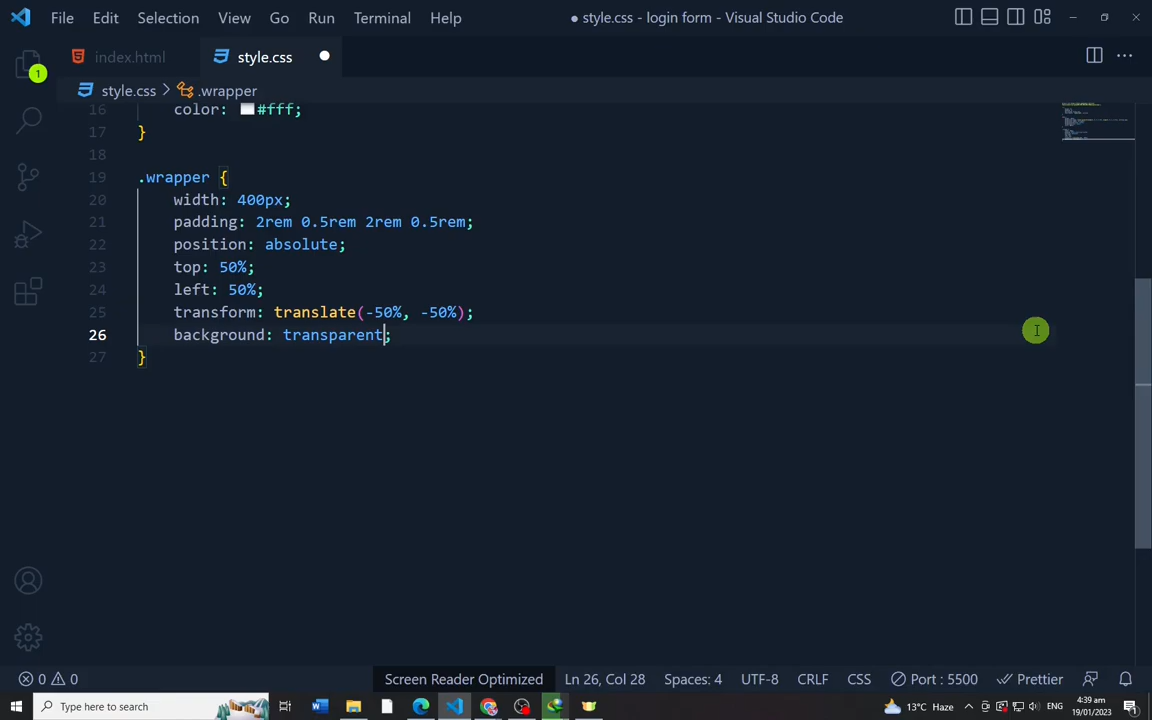 File Edit Selection View Go Run Terminal Help
● style.css - login form - Visual Studio Code
index.html
style.css
style.css > .wrapper
1
16 color: #fff;
17 }
18
19 .wrapper {
20 width: 400px;
21 padding: 2rem 0.5rem 2rem 0.5rem;
22 position: absolute;
23 top: 50%;
24 left: 50%;
25 transform: translate(-50%, -50%);
26 background: transparent;
27 }
0 0
Screen Reader Optimized Ln 26, Col 28 Spaces: 4 UTF-8 CRLF CSS Port : 5500 Prettier
Type here to search
13°C Haze
ENG
4:39 am
19/01/2023
1